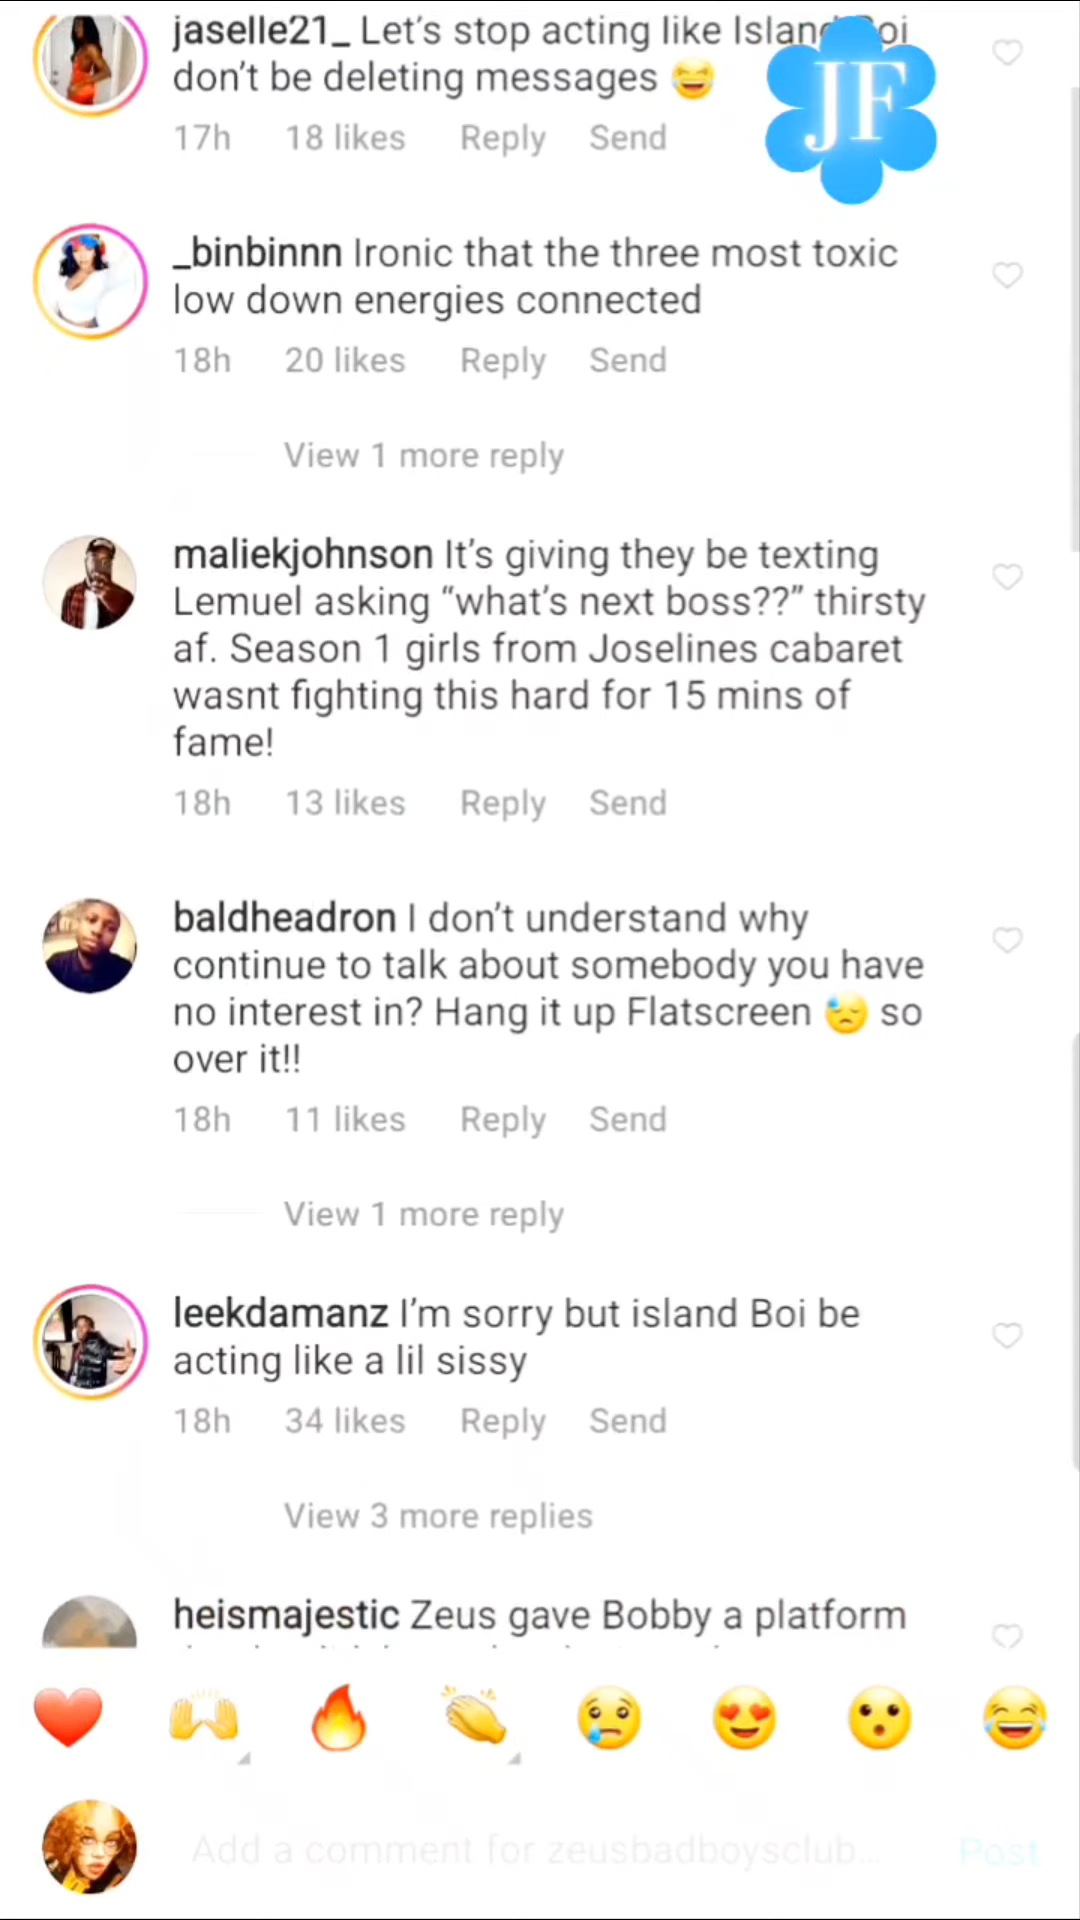 jaselle21_ Let's stop acting like Island Boi
don't be deleting messages 😆
17h 18 likes Reply Send
JF
_binbinnn Ironic that the three most toxic
low down energies connected
18h 20 likes Reply Send
View 1 more reply
maliekjohnson It's giving they be texting
Lemuel asking “what's next boss??” thirsty
af. Season 1 girls from Joselines cabaret
wasnt fighting this hard for 15 mins of
fame!
18h 13 likes Reply Send
baldheadron I don't understand why
continue to talk about somebody you have
no interest in? Hang it up Flatscreen 😓 so
over it!!
18h 11 likes Reply Send
View 1 more reply
leekdamanz I'm sorry but island Boi be
acting like a lil sissy
18h 34 likes Reply Send
View 3 more replies
heismajestic Zeus gave Bobby a platform
Add a comment for zeusbadboysclub... Post